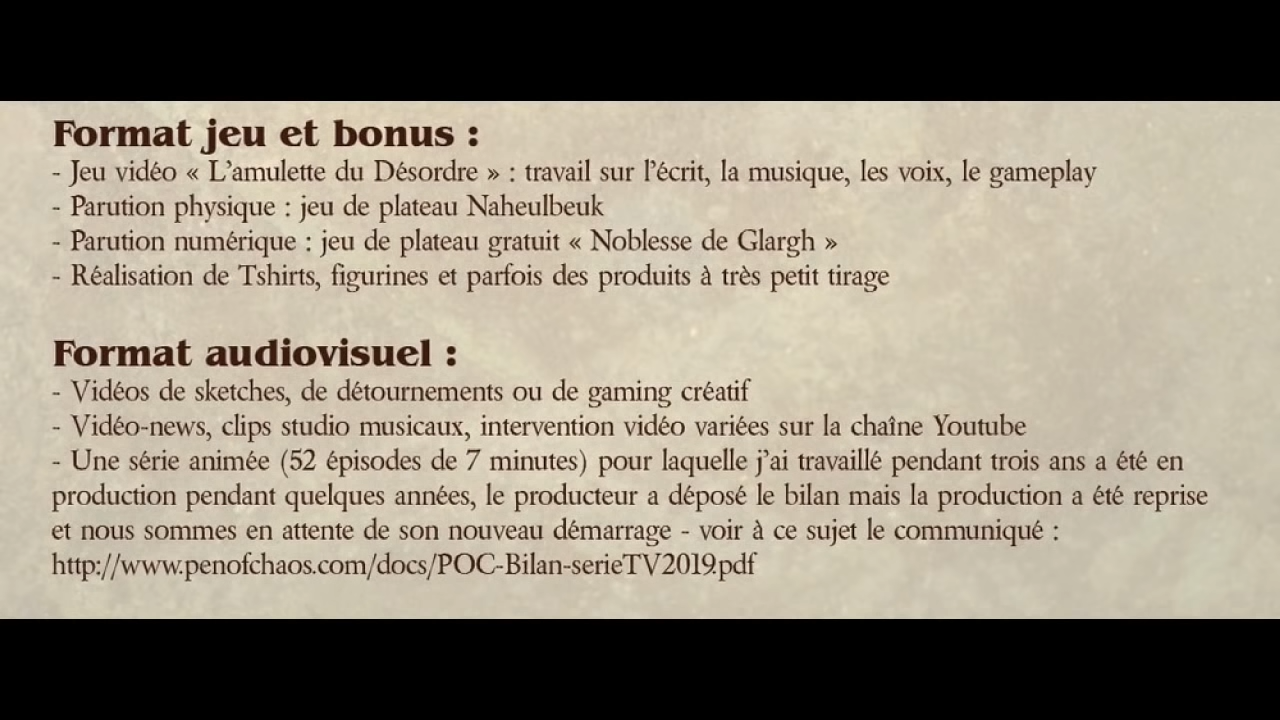 Format jeu et bonus :
- Jeu vidéo « L'amulette du Désordre » : travail sur l'écrit, la musique, les voix, le gameplay
- Parution physique : jeu de plateau Naheulbeuk
- Parution numérique : jeu de plateau gratuit « Noblesse de Glargh »
- Réalisation de Tshirts, figurines et parfois des produits à très petit tirage
Format audiovisuel :
- Vidéos de sketches, de détournements ou de gaming créatif
- Vidéo-news, clips studio musicaux, intervention vidéo variées sur la chaîne Youtube
- Une série animée (52 épisodes de 7 minutes) pour laquelle j'ai travaillé pendant trois ans a été en
production pendant quelques années, le producteur a déposé le bilan mais la production a été reprise
et nous sommes en attente de son nouveau démarrage - voir à ce sujet le communiqué :
http://www.penofchaos.com/docs/POC-Bilan-serieTV2019.pdf